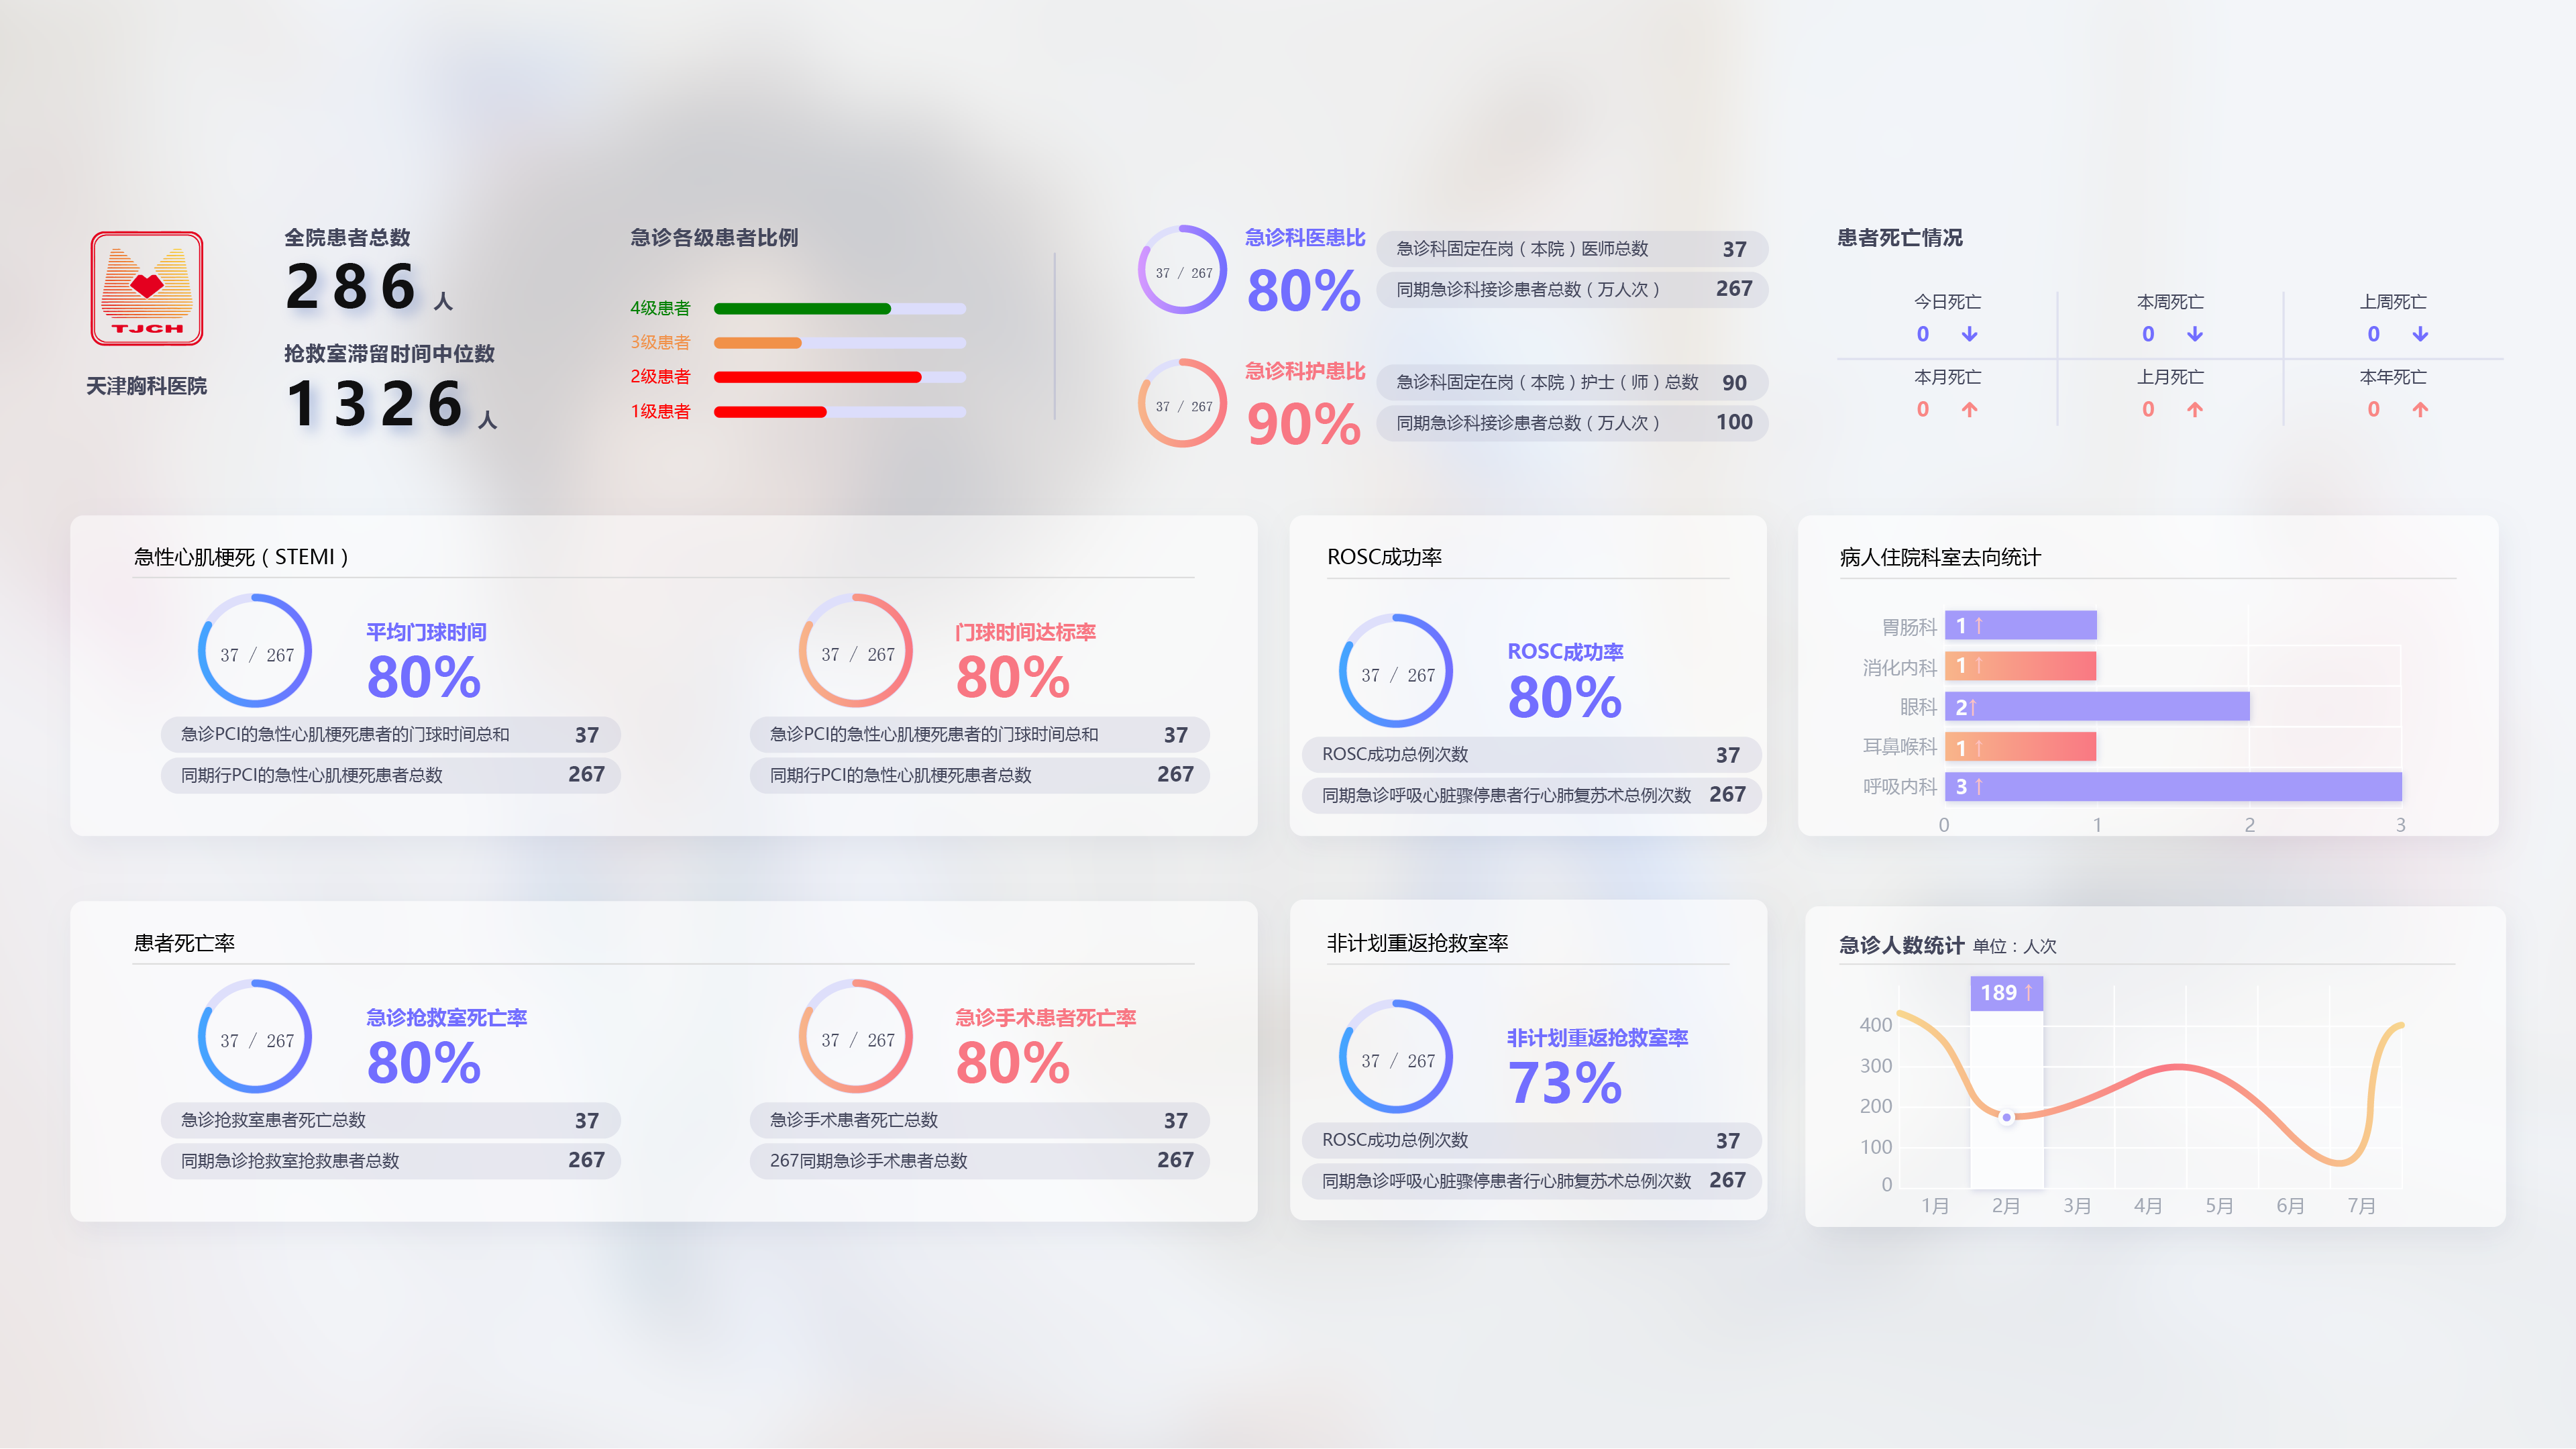 TJCH
天津胸科医院
全院患者总数
286 人
抢救室滞留时间中位数
1326 人
急诊各级患者比例
4级患者
3级患者
2级患者
1级患者
37 / 267
急诊科医患比
80%
急诊科固定在岗（本院）医师总数 37
同期急诊科接诊患者总数（万人次） 267
37 / 267
急诊科护患比
90%
急诊科固定在岗（本院）护士（师）总数 90
同期急诊科接诊患者总数（万人次） 100
患者死亡情况
今日死亡 本周死亡 上周死亡
0 ↓ 0 ↓ 0 ↓
本月死亡 上月死亡 本年死亡
0 ↑ 0 ↑ 0 ↑
急性心肌梗死（STEMI）
37 / 267
平均门球时间
80%
急诊PCI的急性心肌梗死患者的门球时间总和 37
同期行PCI的急性心肌梗死患者总数 267
37 / 267
门球时间达标率
80%
急诊PCI的急性心肌梗死患者的门球时间总和 37
同期行PCI的急性心肌梗死患者总数 267
ROSC成功率
37 / 267
ROSC成功率
80%
ROSC成功总例次数 37
同期急诊呼吸心脏骤停患者行心肺复苏术总例次数 267
病人住院科室去向统计
胃肠科 1 ↑
消化内科 1 ↑
眼科 2↑
耳鼻喉科 1 ↑
呼吸内科 3 ↑
0 1 2 3
患者死亡率
37 / 267
急诊抢救室死亡率
80%
急诊抢救室患者死亡总数 37
同期急诊抢救室抢救患者总数 267
37 / 267
急诊手术患者死亡率
80%
急诊手术患者死亡总数 37
267同期急诊手术患者总数 267
非计划重返抢救室率
37 / 267
非计划重返抢救室率
73%
ROSC成功总例次数 37
同期急诊呼吸心脏骤停患者行心肺复苏术总例次数 267
急诊人数统计 单位：人次
189 ↑
400
300
200
100
0
1月 2月 3月 4月 5月 6月 7月